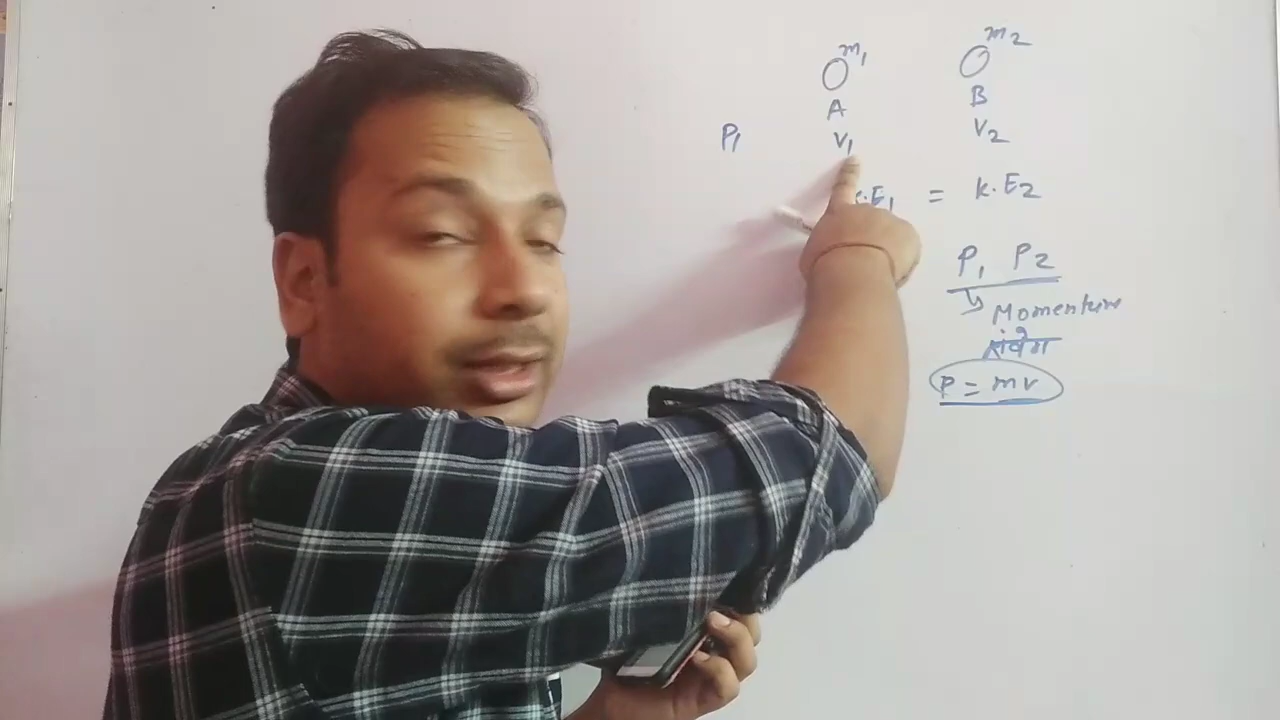 m₁ m₂
A B
P₁ V₁ V₂
.E₁ = K.E₂
P₁ P₂
Momentum
संवेग
P = mv